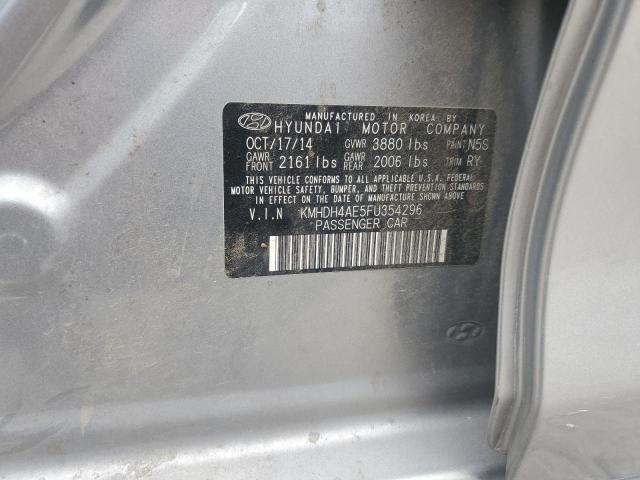 MANUFACTURED IN KOREA BY
HYUNDAI MOTOR COMPANY
OCT/17/14 GVWR 3880 lbs PAINT N5S
GAWR FRONT 2161 lbs GAWR REAR 2006 lbs TRIM RY
THIS VEHICLE CONFORMS TO ALL APPLICABLE U.S.A. FEDERAL
MOTOR VEHICLE SAFETY, BUMPER, AND THEFT PREVENTION STANDARDS
IN EFFECT ON THE DATE OF MANUFACTURE SHOWN ABOVE.
V.I.N KMHDH4AE5FU354296
PASSENGER CAR